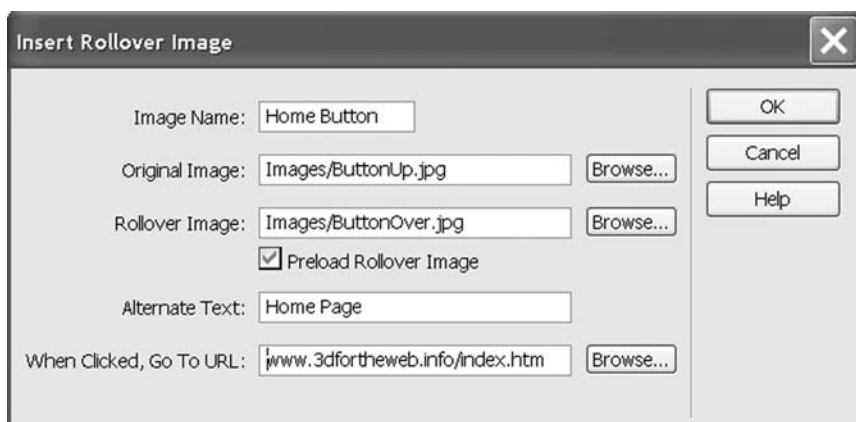 Insert Rollover Image
Image Name: Home Button
OK
Original Image: Images/ButtonUp.jpg Browse...
Cancel
Rollover Image: Images/ButtonOver.jpg Browse...
Help
Preload Rollover Image
Alternate Text: Home Page
When Clicked, Go To URL: www.3dfortheweb.info/index.htm Browse...